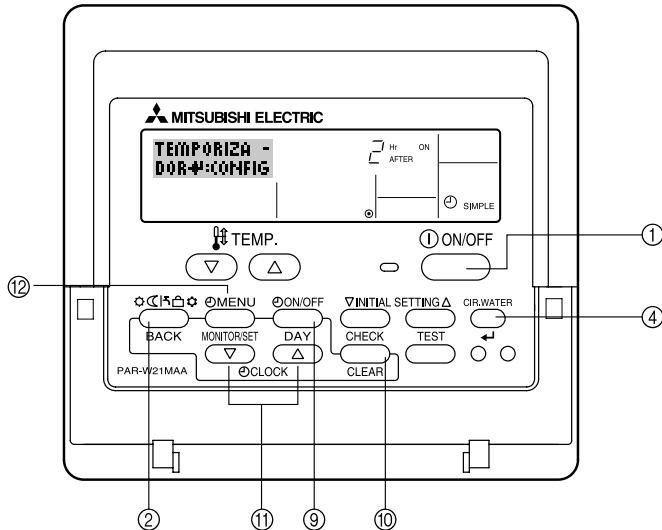 MITSUBISHI ELECTRIC
TEMPORIZA -
DOR↵:CONFIG
2 Hr ON
AFTER
SIMPLE
TEMP.
ON/OFF
①
⑫
MENU ON/OFF ▽INITIAL SETTING△ CIR.WATER
④
BACK MONITOR/SET DAY CHECK TEST
PAR-W21MAA CLOCK CLEAR
② ⑪ ⑨ ⑩